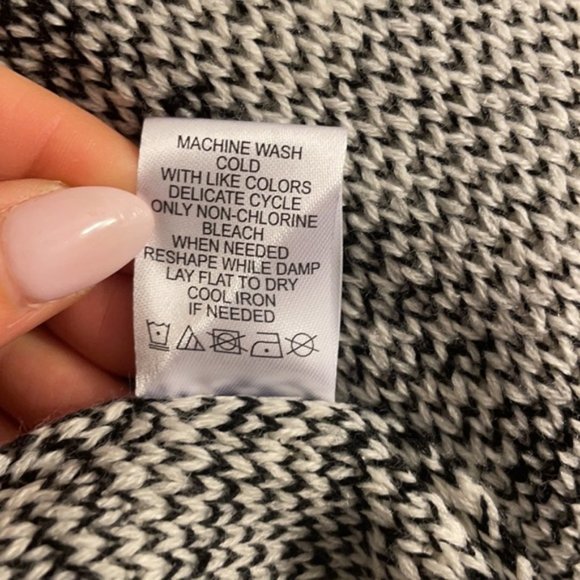 MACHINE WASH
COLD
WITH LIKE COLORS
DELICATE CYCLE
ONLY NON-CHLORINE
BLEACH
WHEN NEEDED
RESHAPE WHILE DAMP
LAY FLAT TO DRY
COOL IRON
IF NEEDED